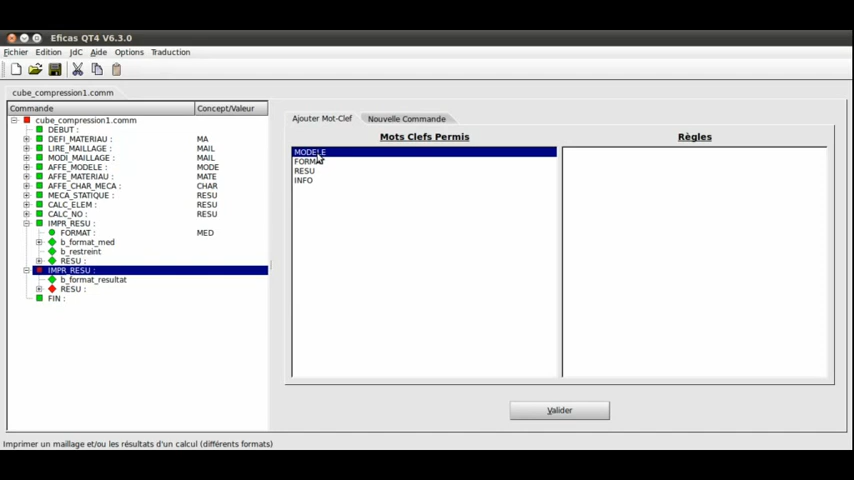 Eficas QT4 V6.3.0
Fichier Edition JdC Aide Options Traduction
cube_compression1.comm
Commande Concept/Valeur
cube_compression1.comm
DEBUT :
DEFI_MATERIAU : MA
LIRE_MAILLAGE : MAIL
MODI_MAILLAGE : MAIL
AFFE_MODELE : MODE
AFFE_MATERIAU : MATE
AFFE_CHAR_MECA : CHAR
MECA_STATIQUE : RESU
CALC_ELEM : RESU
CALC_NO : RESU
IMPR_RESU :
FORMAT : MED
b_format_med
b_restreint
RESU :
IMPR_RESU :
b_format_resultat
RESU :
FIN :
Ajouter Mot-Clef Nouvelle Commande
Mots Clefs Permis
MODELE
FORMAT
RESU
INFO
Règles
Valider
Imprimer un maillage et/ou les résultats d'un calcul (différents formats)